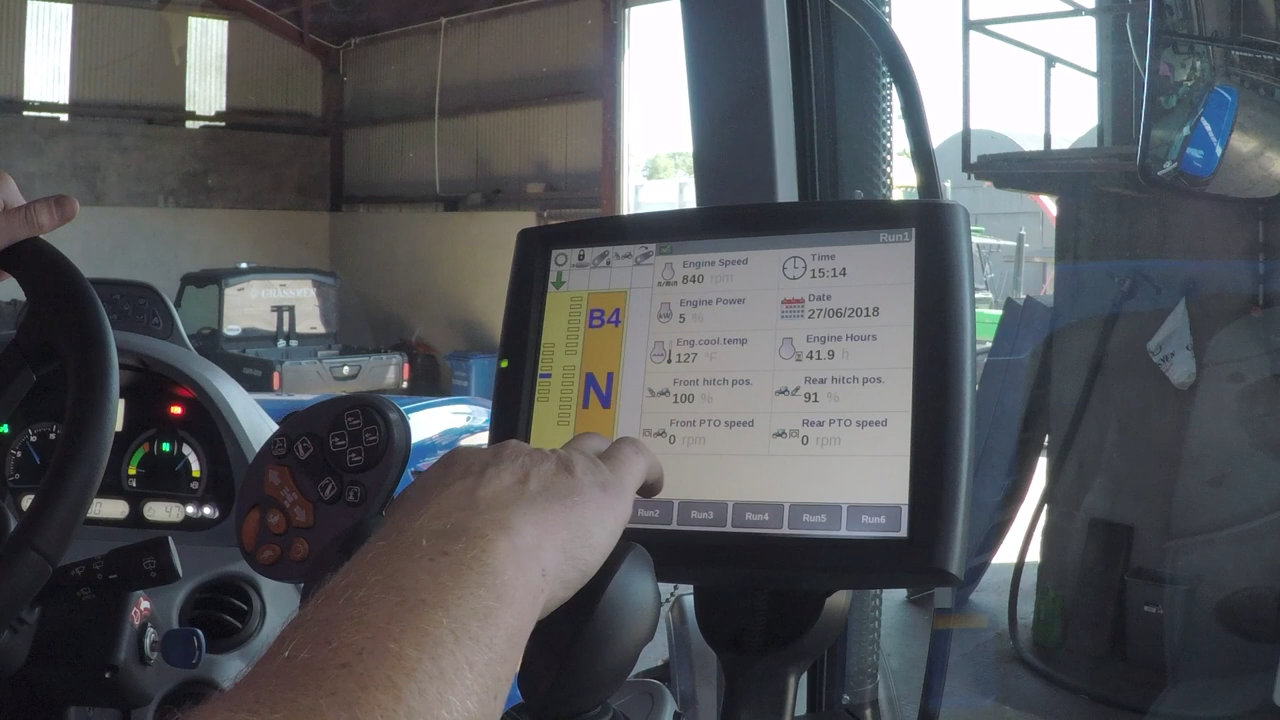 Run1
Engine Speed
840 rpm
Time
15:14
B4
Engine Power
5 %
Date
27/06/2018
Eng.cool.temp
127 °F
Engine Hours
41.9 h
N
Front hitch pos.
100 %
Rear hitch pos.
91 %
Front PTO speed
0 rpm
Rear PTO speed
0 rpm
Run2
Run3
Run4
Run5
Run6
GRASSMEN
N
47